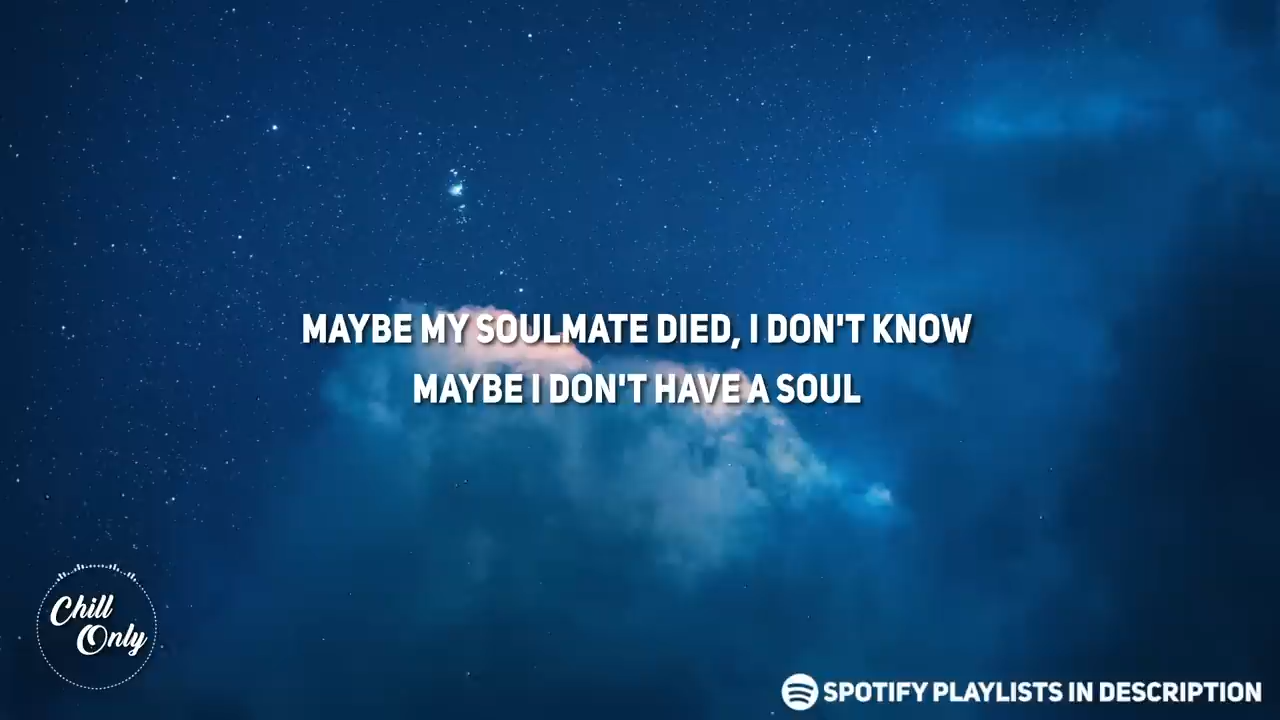 MAYBE MY SOULMATE DIED, I DON'T KNOW
MAYBE I DON'T HAVE A SOUL
Chill
Only
SPOTIFY PLAYLISTS IN DESCRIPTION